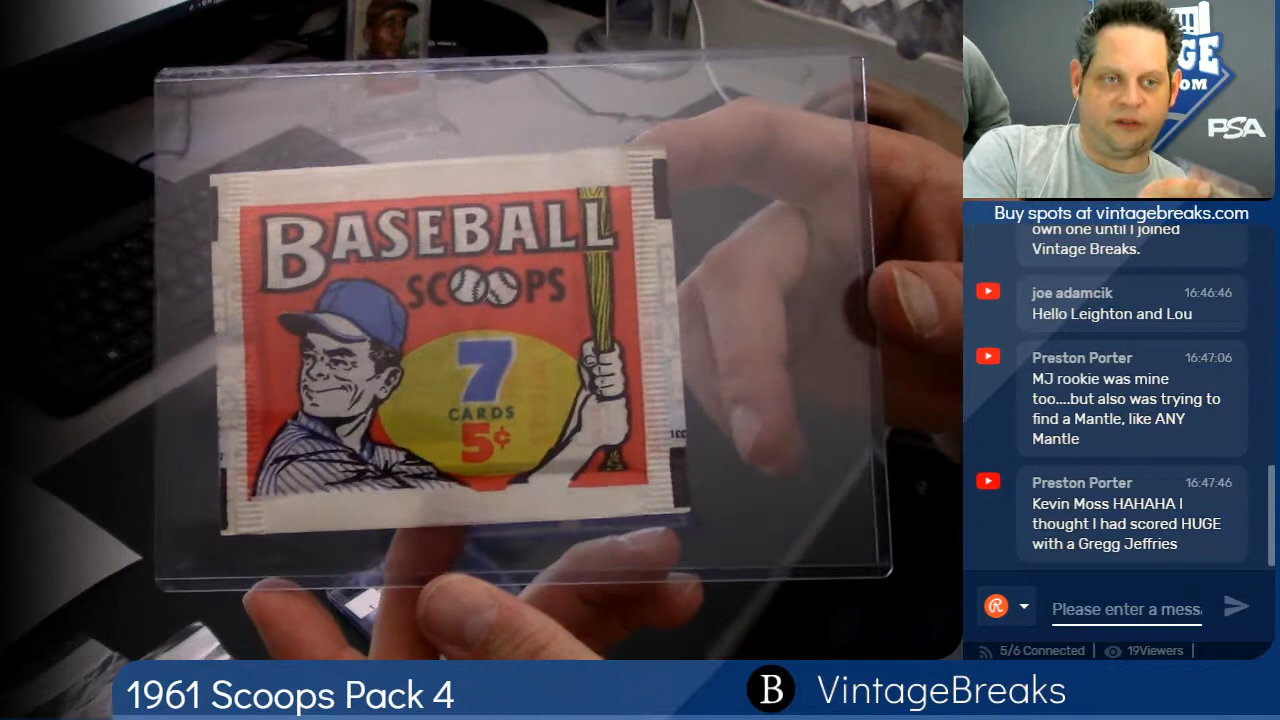 BASEBALL
SCOOPS
7
CARDS
5¢
GE
OM
PSA
Buy spots at vintagebreaks.com
own one until I joined
Vintage Breaks.
joe adamcik 16:46:46
Hello Leighton and Lou
Preston Porter 16:47:06
MJ rookie was mine
too....but also was trying to
find a Mantle, like ANY
Mantle
Preston Porter 16:47:46
Kevin Moss HAHAHA I
thought I had scored HUGE
with a Gregg Jeffries
Please enter a messa
5/6 Connected | 19Viewers |
1961 Scoops Pack 4
B VintageBreaks